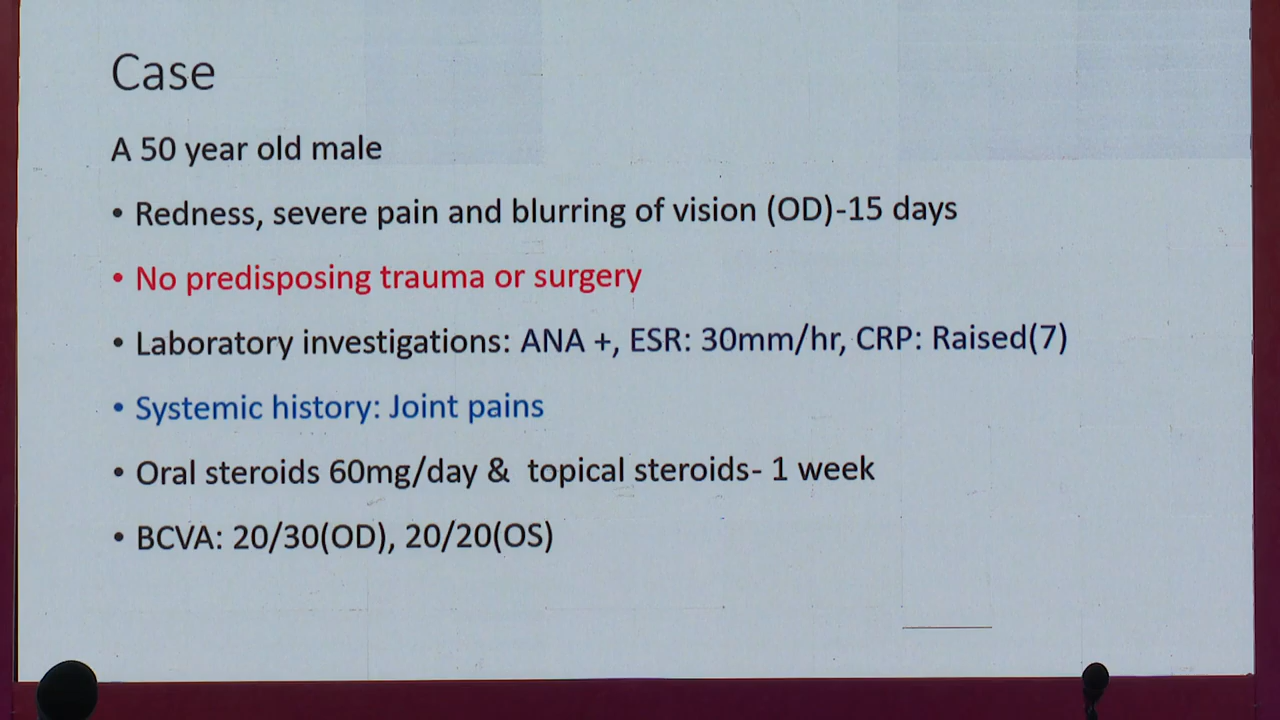 Case
A 50 year old male
• Redness, severe pain and blurring of vision (OD)-15 days
• No predisposing trauma or surgery
• Laboratory investigations: ANA +, ESR: 30mm/hr, CRP: Raised(7)
• Systemic history: Joint pains
• Oral steroids 60mg/day & topical steroids- 1 week
• BCVA: 20/30(OD), 20/20(OS)